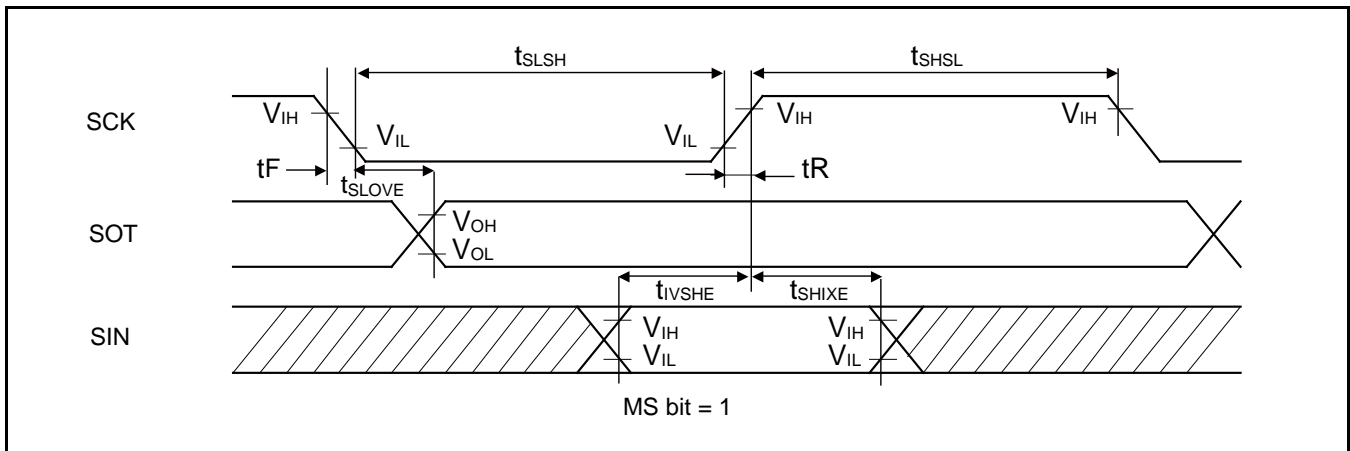 tSLSH tSHSL
SCK VIH VIL VIL VIH VIH
tF tSLOVE tR
SOT VOH
VOL
tIVSHE tSHIXE
SIN VIH VIH
VIL VIL
MS bit = 1